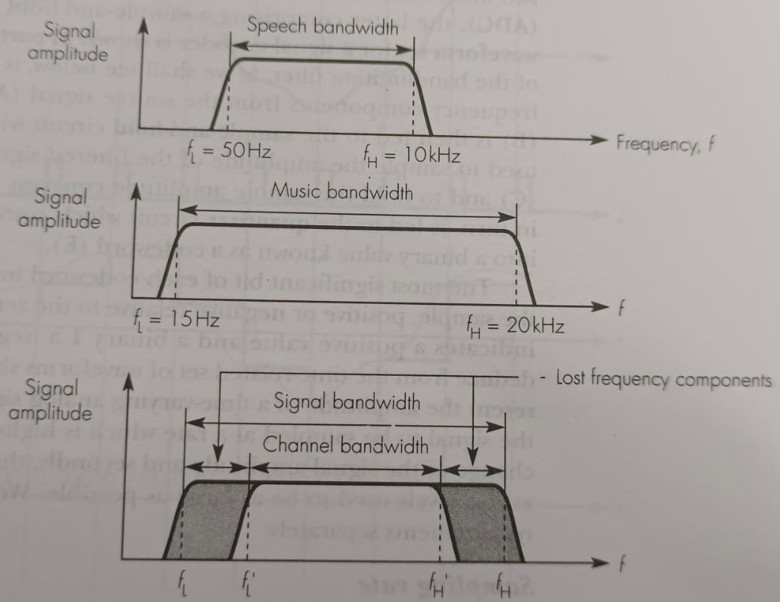 Signal
amplitude
Speech bandwidth
f_L = 50Hz
f_H = 10kHz
Frequency, f
Signal
amplitude
Music bandwidth
f_L = 15Hz
f_H = 20kHz
f
Signal
amplitude
Lost frequency components
Signal bandwidth
Channel bandwidth
f_L
f_L'
f_H'
f_H
f